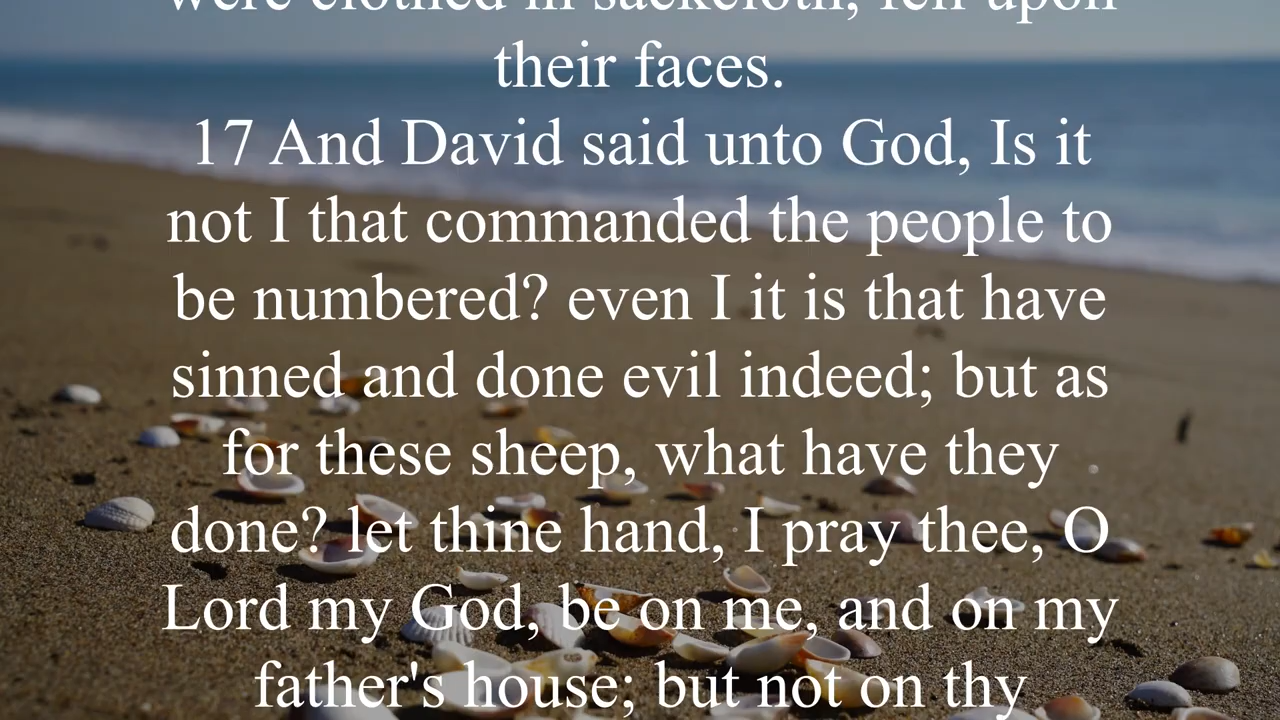 were clothed in sackcloth, fell upon
their faces.
17 And David said unto God, Is it
not I that commanded the people to
be numbered? even I it is that have
sinned and done evil indeed; but as
for these sheep, what have they
done? let thine hand, I pray thee, O
Lord my God, be on me, and on my
father's house; but not on thy